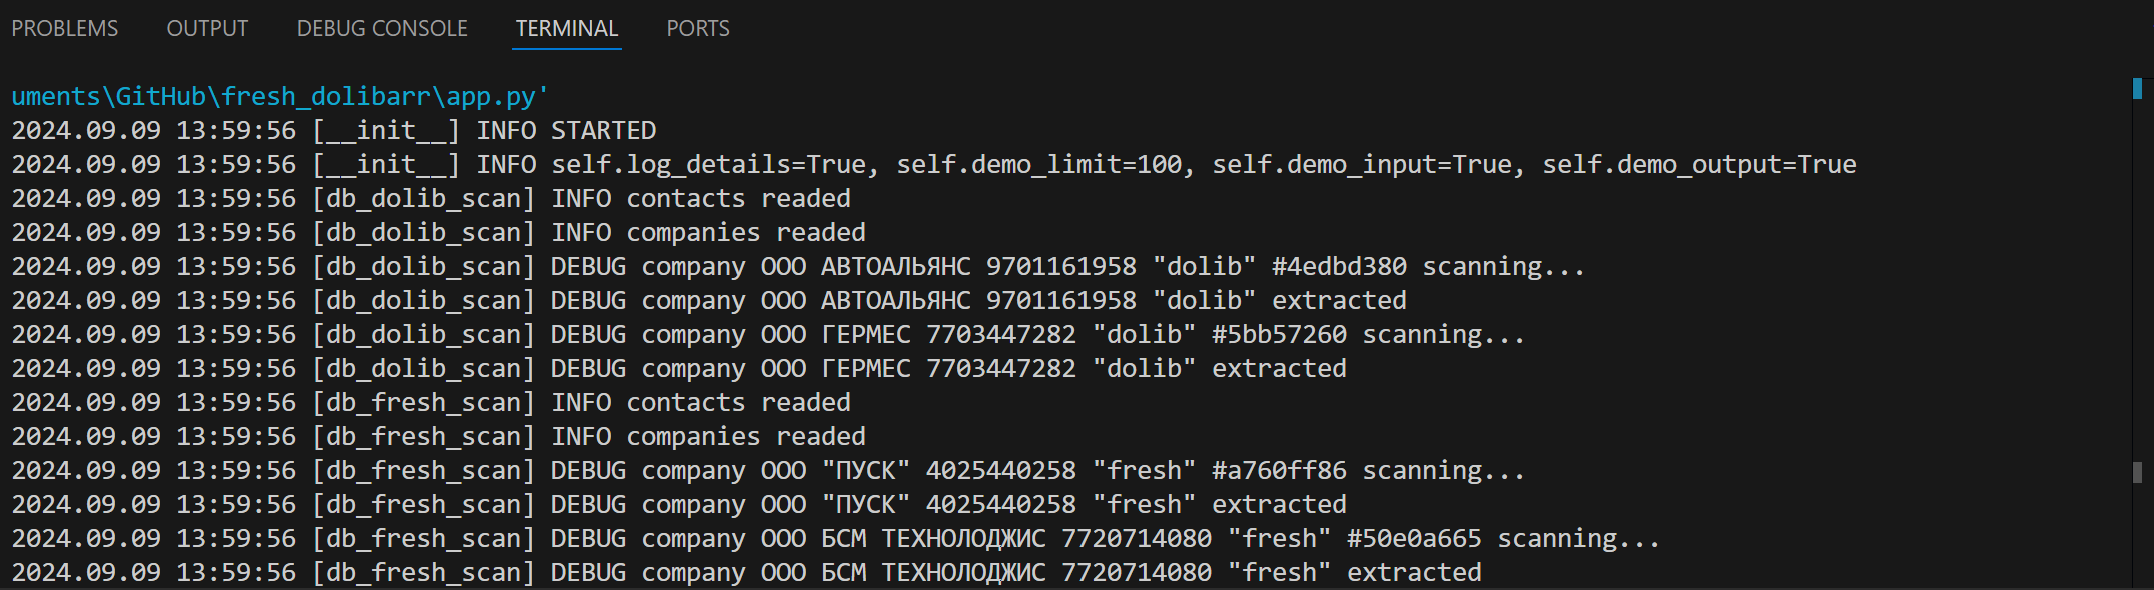 PROBLEMS OUTPUT DEBUG CONSOLE TERMINAL PORTS
uments\GitHub\fresh_dolibarr\app.py'
2024.09.09 13:59:56 [__init__] INFO STARTED
2024.09.09 13:59:56 [__init__] INFO self.log_details=True, self.demo_limit=100, self.demo_input=True, self.demo_output=True
2024.09.09 13:59:56 [db_dolib_scan] INFO contacts readed
2024.09.09 13:59:56 [db_dolib_scan] INFO companies readed
2024.09.09 13:59:56 [db_dolib_scan] DEBUG company ООО АВТОАЛЬЯНС 9701161958 "dolib" #4edbd380 scanning...
2024.09.09 13:59:56 [db_dolib_scan] DEBUG company ООО АВТОАЛЬЯНС 9701161958 "dolib" extracted
2024.09.09 13:59:56 [db_dolib_scan] DEBUG company ООО ГЕРМЕС 7703447282 "dolib" #5bb57260 scanning...
2024.09.09 13:59:56 [db_dolib_scan] DEBUG company ООО ГЕРМЕС 7703447282 "dolib" extracted
2024.09.09 13:59:56 [db_fresh_scan] INFO contacts readed
2024.09.09 13:59:56 [db_fresh_scan] INFO companies readed
2024.09.09 13:59:56 [db_fresh_scan] DEBUG company ООО "ПУСК" 4025440258 "fresh" #a760ff86 scanning...
2024.09.09 13:59:56 [db_fresh_scan] DEBUG company ООО "ПУСК" 4025440258 "fresh" extracted
2024.09.09 13:59:56 [db_fresh_scan] DEBUG company ООО БСМ ТЕХНОЛОДЖИС 7720714080 "fresh" #50e0a665 scanning...
2024.09.09 13:59:56 [db_fresh_scan] DEBUG company ООО БСМ ТЕХНОЛОДЖИС 7720714080 "fresh" extracted